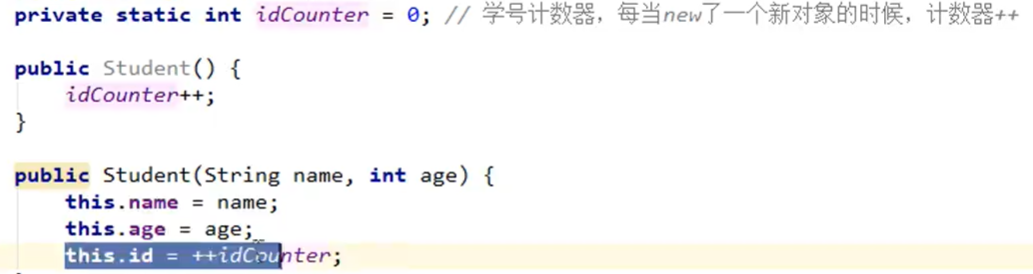 private static int idCounter = 0; // 学号计数器，每当new了一个新对象的时候，计数器++
public Student() {
idCounter++;
}
public Student(String name, int age) {
this.name = name;
this.age = age;
this.id = ++idCounter;